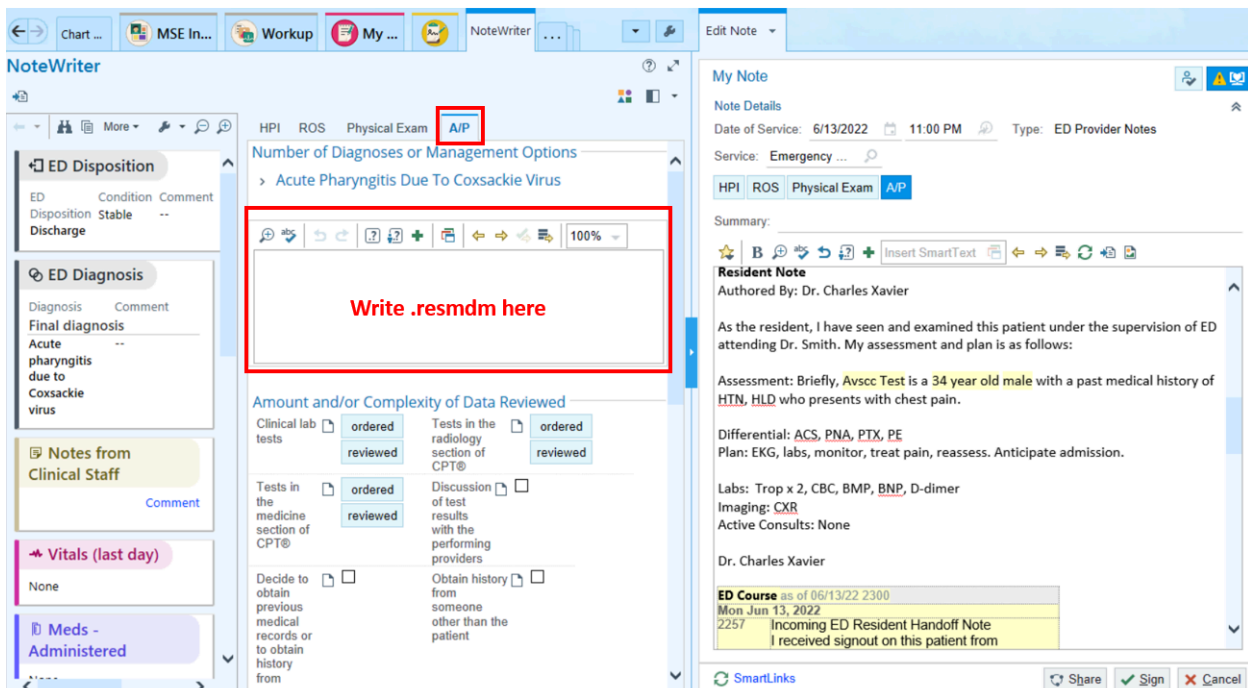 Chart ...
MSE In...
Workup
My ...
NoteWriter
...
Edit Note
NoteWriter
More
ED Disposition
ED Disposition
Condition
Comment
Discharge
Stable
--
ED Diagnosis
Diagnosis
Comment
Final diagnosis
Acute
pharyngitis
due to
Coxsackie
virus
--
Notes from
Clinical Staff
Comment
Vitals (last day)
None
Meds -
Administered
HPI
ROS
Physical Exam
A/P
Number of Diagnoses or Management Options
Acute Pharyngitis Due To Coxsackie Virus
100%
Write .resmdm here
Amount and/or Complexity of Data Reviewed
Clinical lab
tests
ordered
reviewed
Tests in the
radiology
section of
CPT®
ordered
reviewed
Tests in
the
medicine
section of
CPT®
ordered
reviewed
Discussion
of test
results
with the
performing
providers
Decide to
obtain
previous
medical
records or
to obtain
history
from
Obtain history
from
someone
other than the
patient
My Note
Note Details
Date of Service: 6/13/2022 11:00 PM Type: ED Provider Notes
Service: Emergency ...
HPI
ROS
Physical Exam
A/P
Summary:
B
Insert SmartText
Resident Note
Authored By: Dr. Charles Xavier
As the resident, I have seen and examined this patient under the supervision of ED
attending Dr. Smith. My assessment and plan is as follows:
Assessment: Briefly, Avscc Test is a 34 year old male with a past medical history of
HTN, HLD who presents with chest pain.
Differential: ACS, PNA, PTX, PE
Plan: EKG, labs, monitor, treat pain, reassess. Anticipate admission.
Labs: Trop x 2, CBC, BMP, BNP, D-dimer
Imaging: CXR
Active Consults: None
Dr. Charles Xavier
ED Course as of 06/13/22 2300
Mon Jun 13, 2022
2257 Incoming ED Resident Handoff Note
I received signout on this patient from
SmartLinks
Share
Sign
Cancel